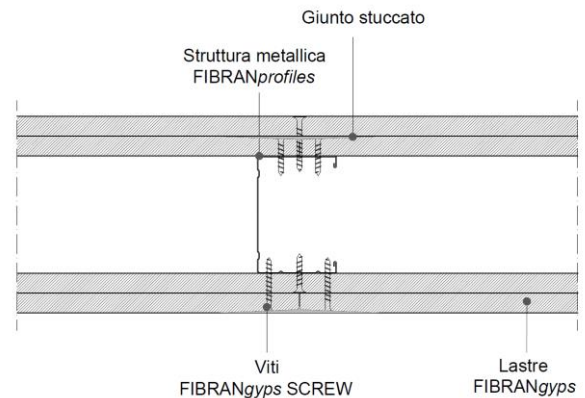 Giunto stuccato
Struttura metallica
FIBRANprofiles
Viti
FIBRANgyps SCREW
Lastre
FIBRANgyps